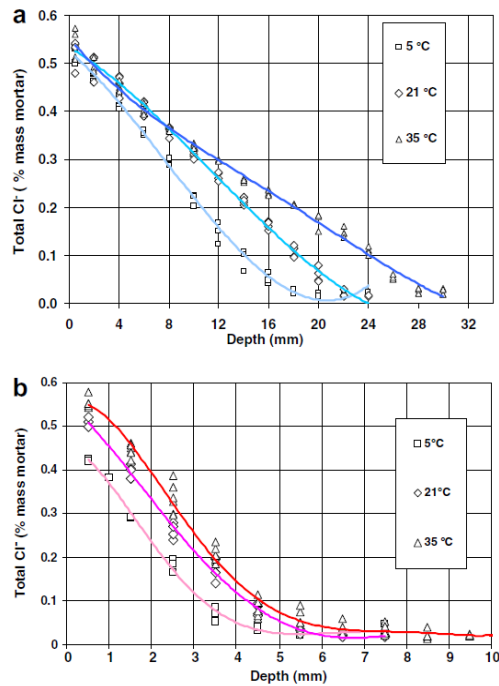 a
0.6
0.5
0.4
0.3
0.2
0.1
0.0
Total Cl⁻ ( % mass mortar)
5 °C
21 °C
35 °C
0 4 8 12 16 20 24 28 32
Depth (mm)
b
0.6
0.5
0.4
0.3
0.2
0.1
0
Total Cl⁻ (% mass mortar)
5°C
21°C
35 °C
0 1 2 3 4 5 6 7 8 9 10
Depth (mm)